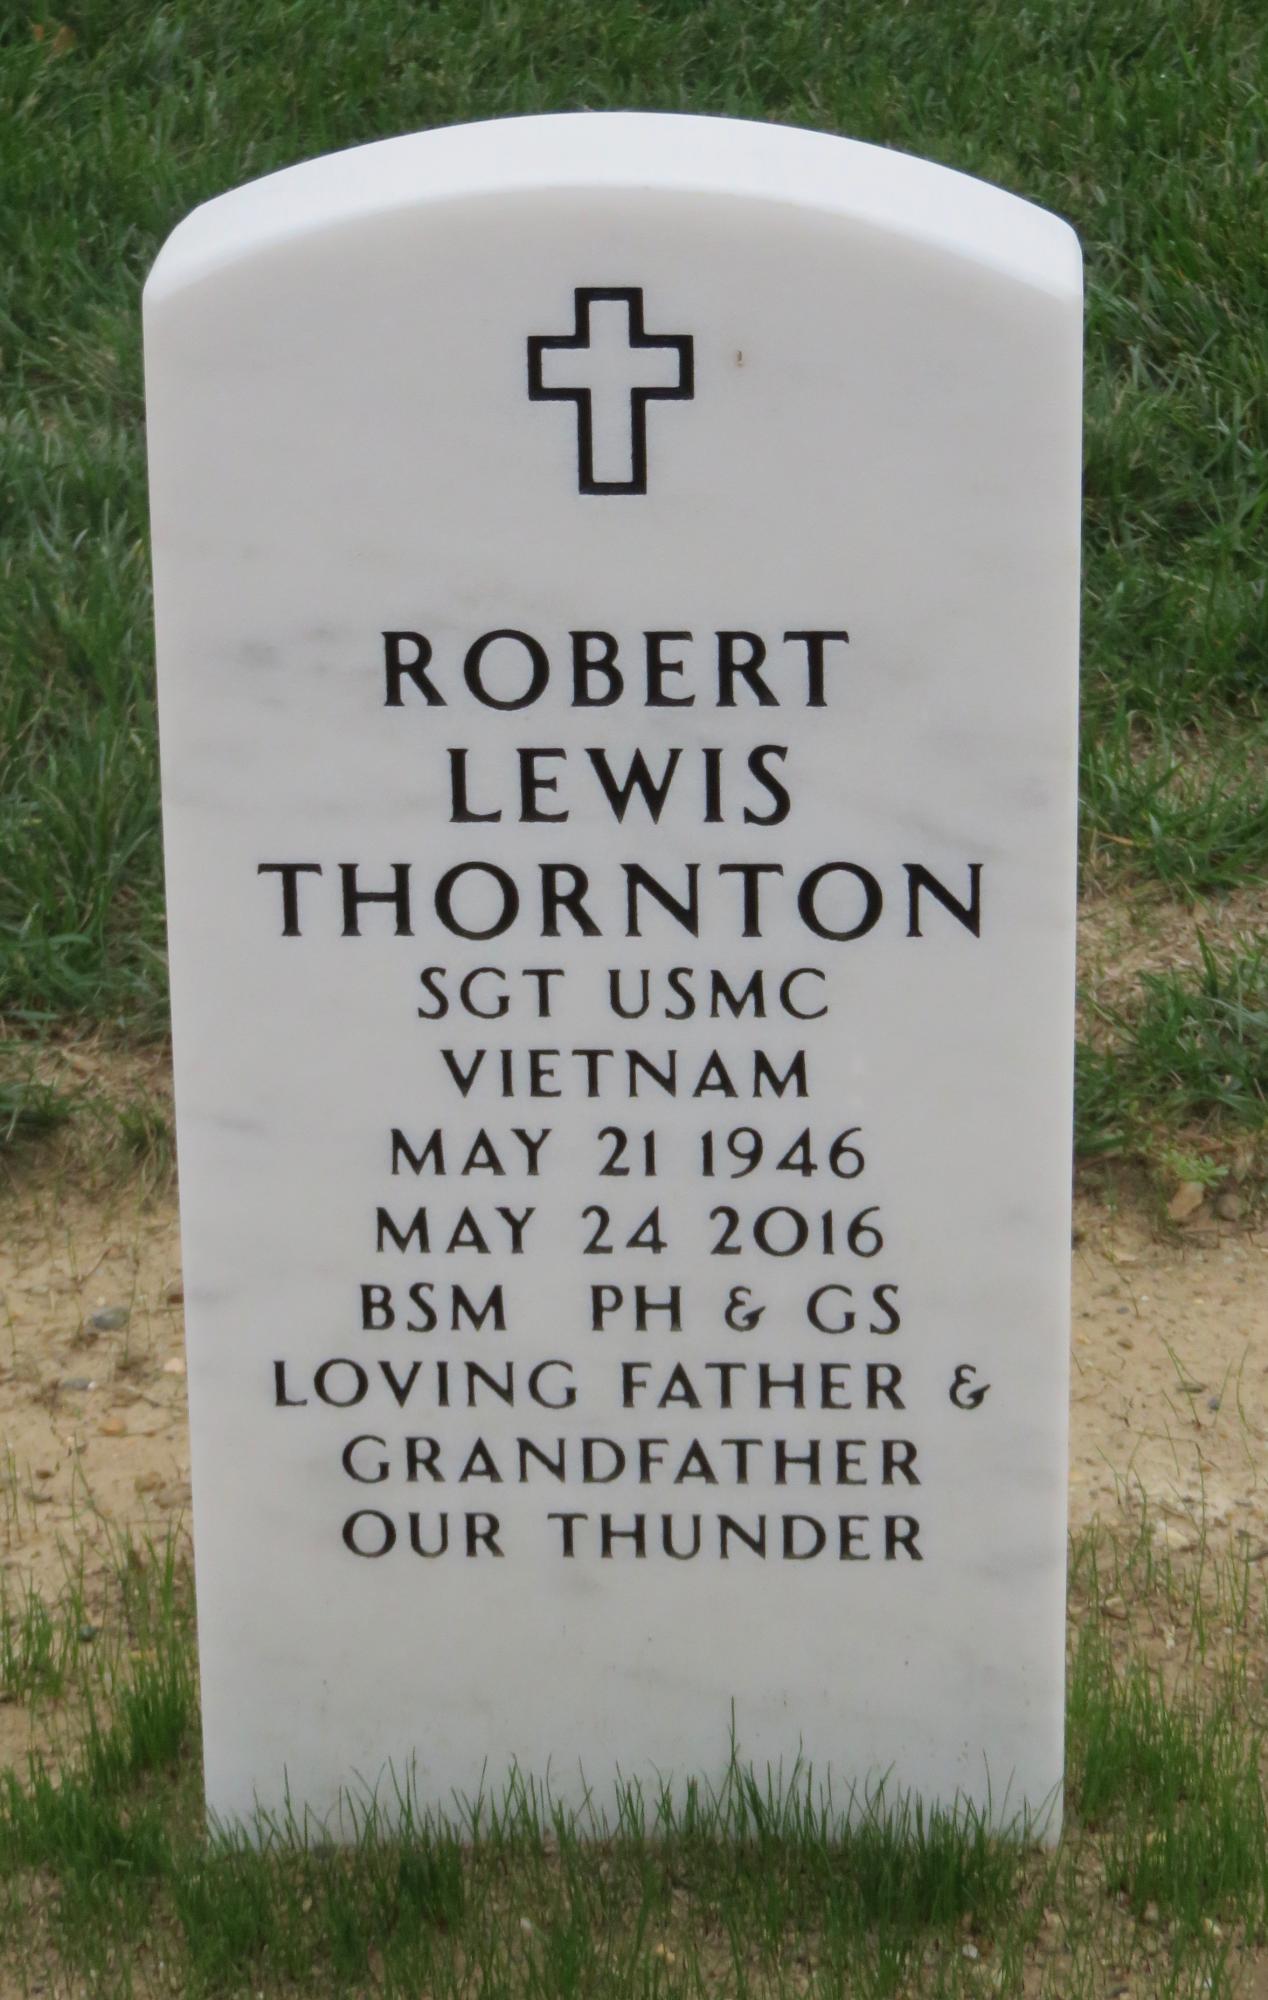 ROBERT
LEWIS
THORNTON
SGT USMC
VIETNAM
MAY 21 1946
MAY 24 2016
BSM PH & GS
LOVING FATHER &
GRANDFATHER
OUR THUNDER